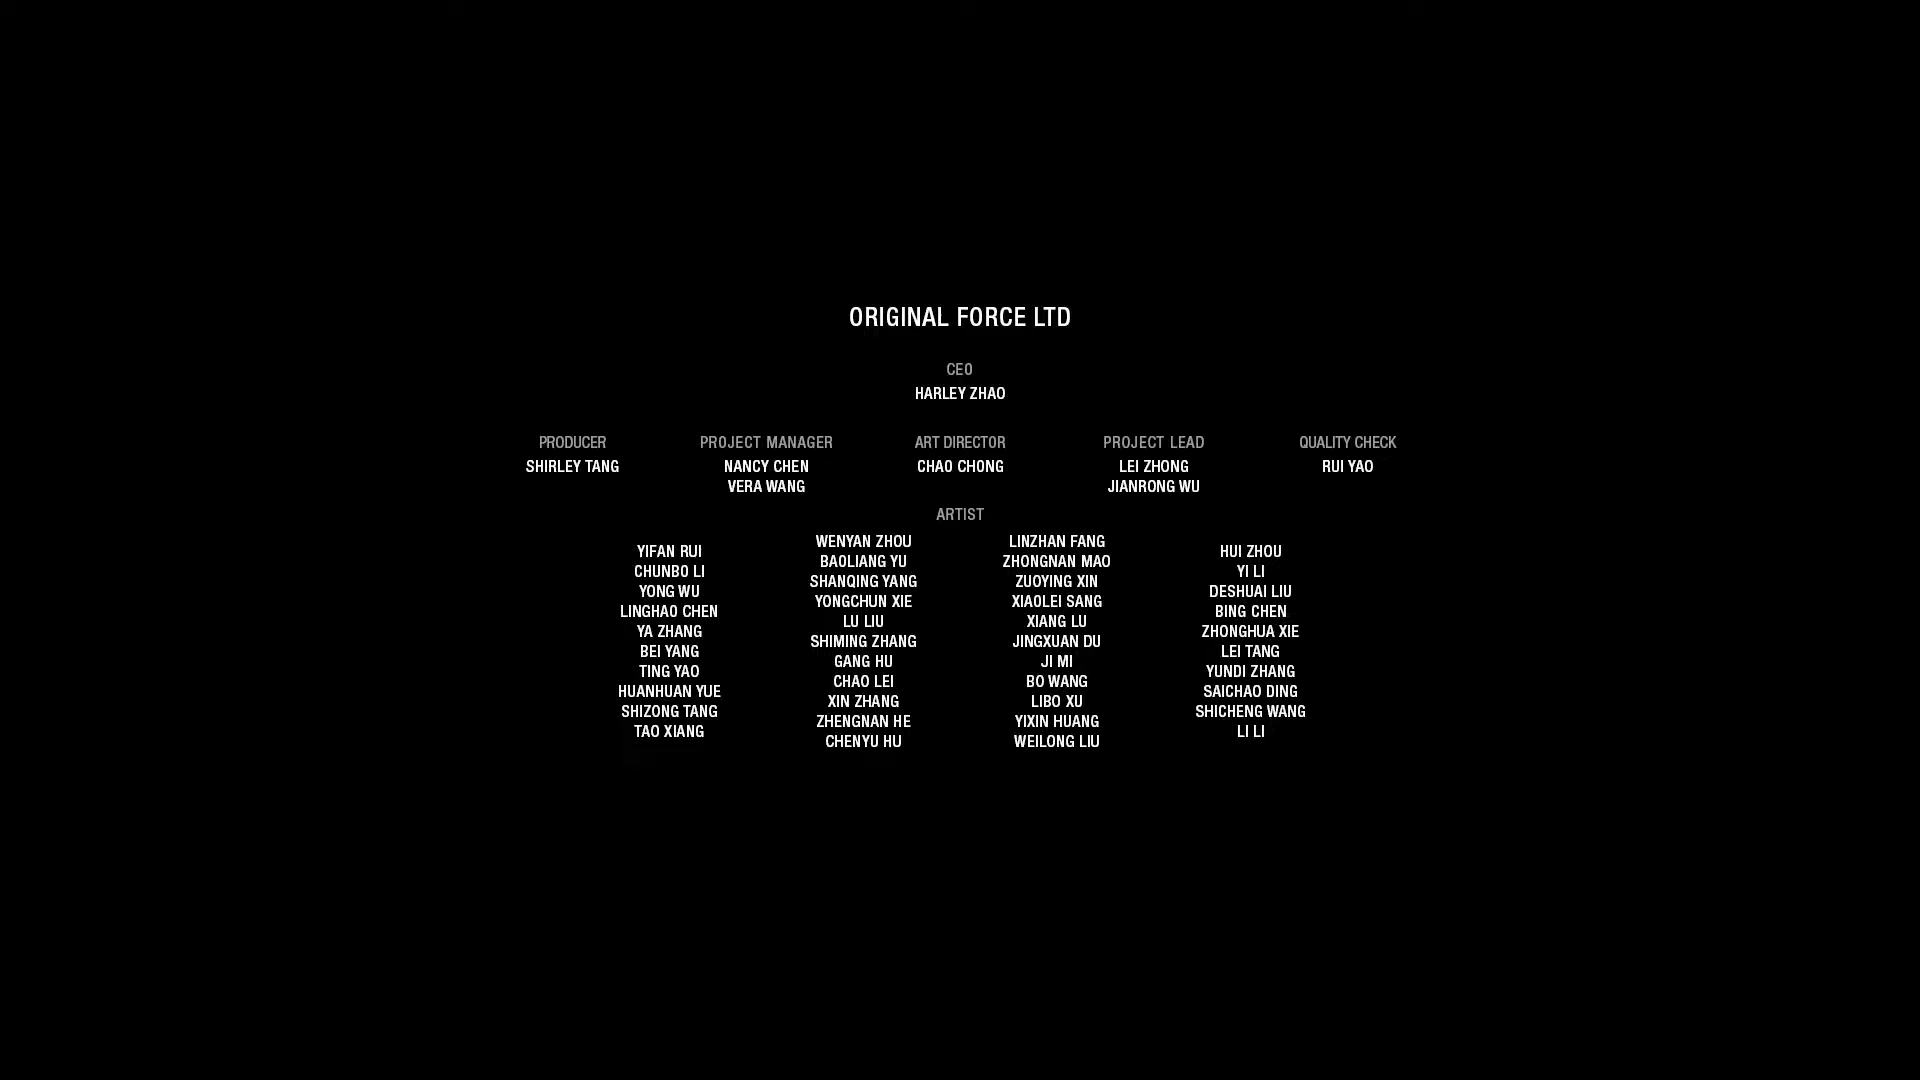 ORIGINAL FORCE LTD
CEO
HARLEY ZHAO
PRODUCER
SHIRLEY TANG
PROJECT MANAGER
NANCY CHEN
VERA WANG
ART DIRECTOR
CHAO CHONG
PROJECT LEAD
LEI ZHONG
JIANRONG WU
QUALITY CHECK
RUI YAO
ARTIST
YIFAN RUI
CHUNBO LI
YONG WU
LINGHAO CHEN
YA ZHANG
BEI YANG
TING YAO
HUANHUAN YUE
SHIZONG TANG
TAO XIANG
WENYAN ZHOU
BAOLIANG YU
SHANQING YANG
YONGCHUN XIE
LU LIU
SHIMING ZHANG
GANG HU
CHAO LEI
XIN ZHANG
ZHENGNAN HE
CHENYU HU
LINZHAN FANG
ZHONGNAN MAO
ZUOYING XIN
XIAOLEI SANG
XIANG LU
JINGXUAN DU
JI MI
BO WANG
LIBO XU
YIXIN HUANG
WEILONG LIU
HUI ZHOU
YI LI
DESHUAI LIU
BING CHEN
ZHONGHUA XIE
LEI TANG
YUNDI ZHANG
SAICHAO DING
SHICHENG WANG
LI LI